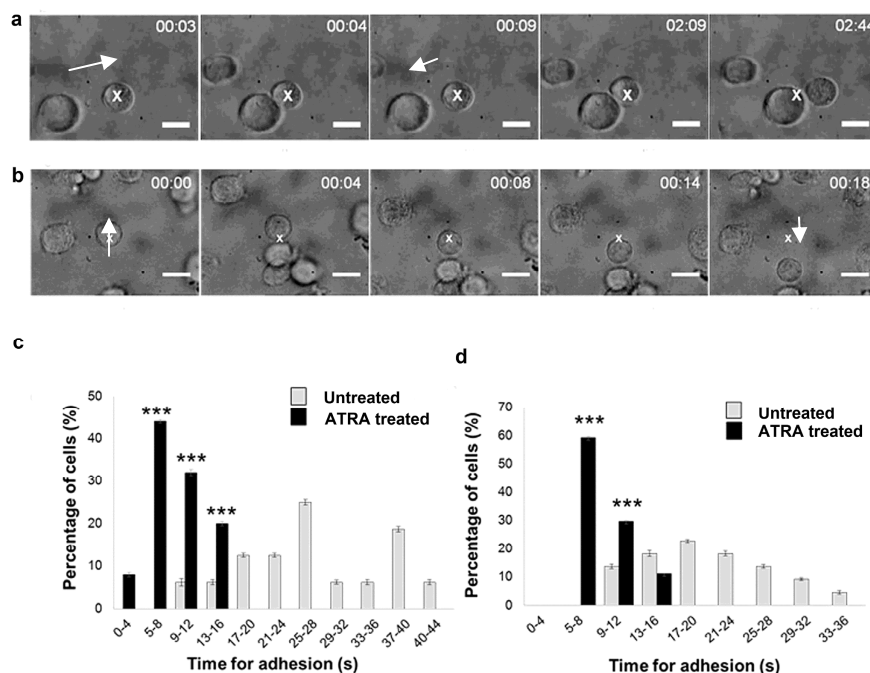 a
00:03 00:04 00:09 02:09 02:44
X X X X X
b
00:00 00:04 00:08 00:14 00:18
x x x x x
c
Untreated
ATRA treated
Percentage of cells (%)
50
40
30
20
10
0
***
***
***
0-4 5-8 9-12 13-16 17-20 21-24 25-28 29-32 33-36 37-40 40-44
Time for adhesion (s)
d
Untreated
ATRA treated
Percentage of cells (%)
70
60
50
40
30
20
10
0
***
***
0-4 5-8 9-12 13-16 17-20 21-24 25-28 29-32 33-36
Time for adhesion (s)